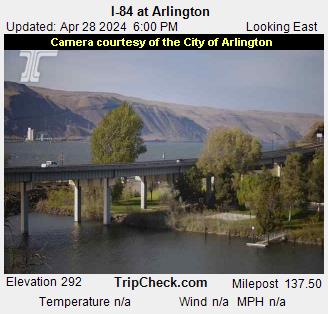 I-84 at Arlington
Updated: Apr 28 2024 6:00 PM Looking East
Camera courtesy of the City of Arlington
Elevation 292 TripCheck.com Milepost 137.50
Temperature n/a Wind n/a MPH n/a